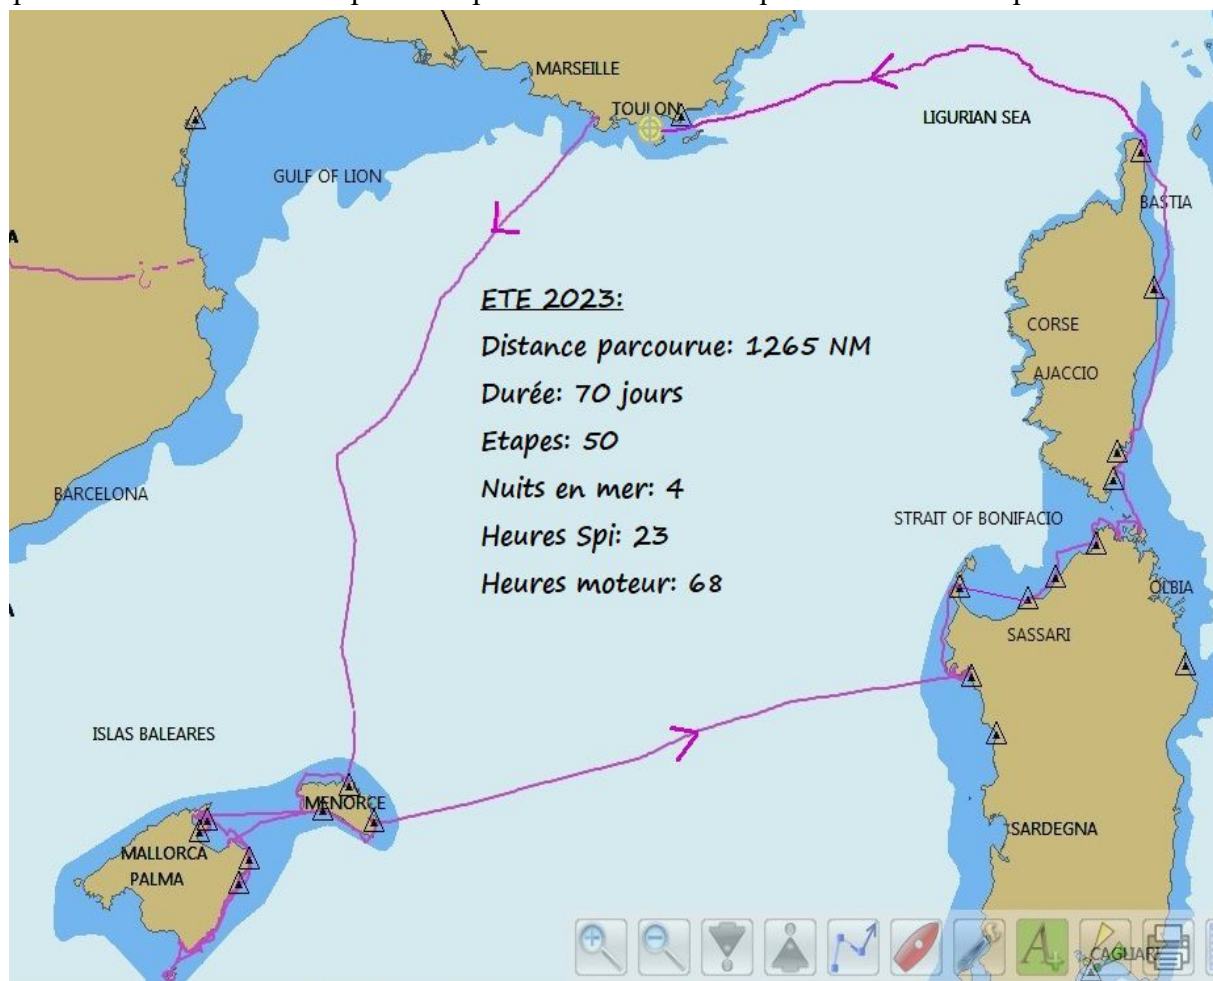 MARSEILLE
TOULON
LIGURIAN SEA
GULF OF LION
BASTIA
A
ETE 2023:
CORSE
Distance parcourue: 1265 NM
AJACCIO
Durée: 70 jours
Etapes: 50
BARCELONA
Nuits en mer: 4
STRAIT OF BONIFACIO
Heures Spi: 23
Heures moteur: 68
OLBIA
SASSARI
ISLAS BALEARES
MENORCE
SARDEGNA
MALLORCA
PALMA
A
CAGLIARI